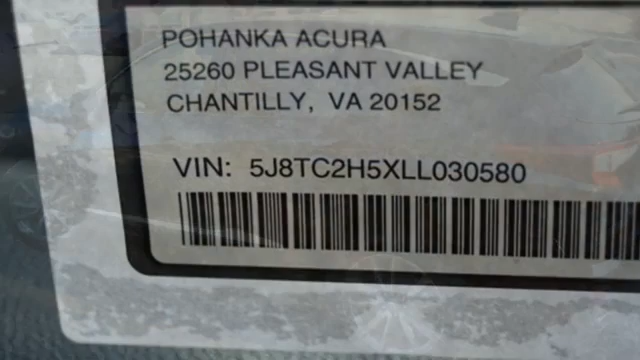 POHANKA ACURA
25260 PLEASANT VALLEY
CHANTILLY, VA 20152
VIN: 5J8TC2H5XLL030580